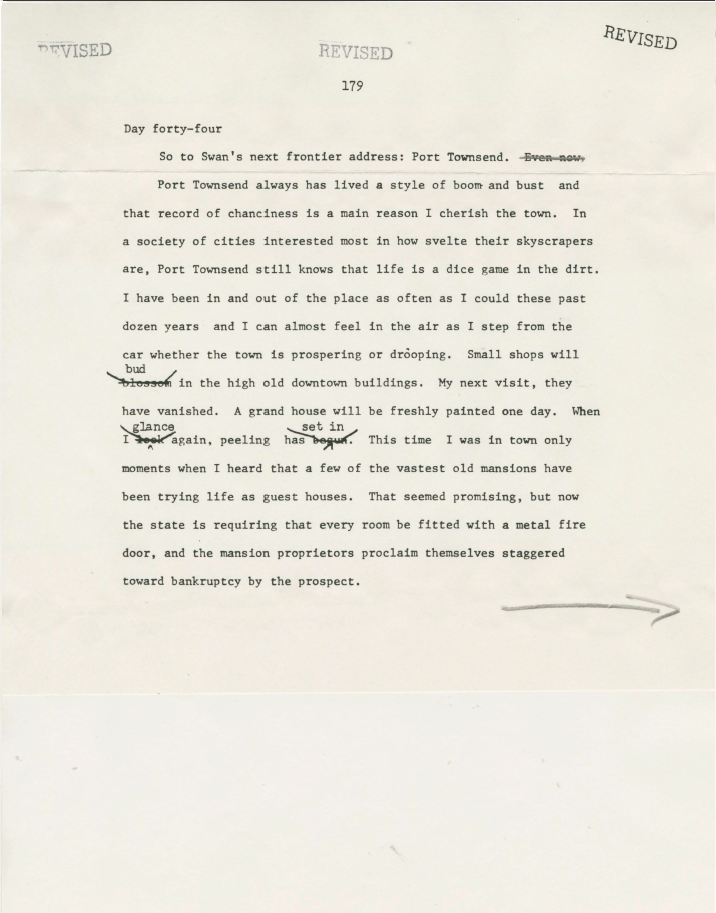 REVISED REVISED REVISED
179
Day forty-four
So to Swan's next frontier address: Port Townsend. Even now,
Port Townsend always has lived a style of boom and bust and
that record of chanciness is a main reason I cherish the town. In
a society of cities interested most in how svelte their skyscrapers
are, Port Townsend still knows that life is a dice game in the dirt.
I have been in and out of the place as often as I could these past
dozen years and I can almost feel in the air as I step from the
car whether the town is prospering or drooping. Small shops will
bud
blossom in the high old downtown buildings. My next visit, they
have vanished. A grand house will be freshly painted one day. When
glance set in
I look again, peeling has begun. This time I was in town only
moments when I heard that a few of the vastest old mansions have
been trying life as guest houses. That seemed promising, but now
the state is requiring that every room be fitted with a metal fire
door, and the mansion proprietors proclaim themselves staggered
toward bankruptcy by the prospect.